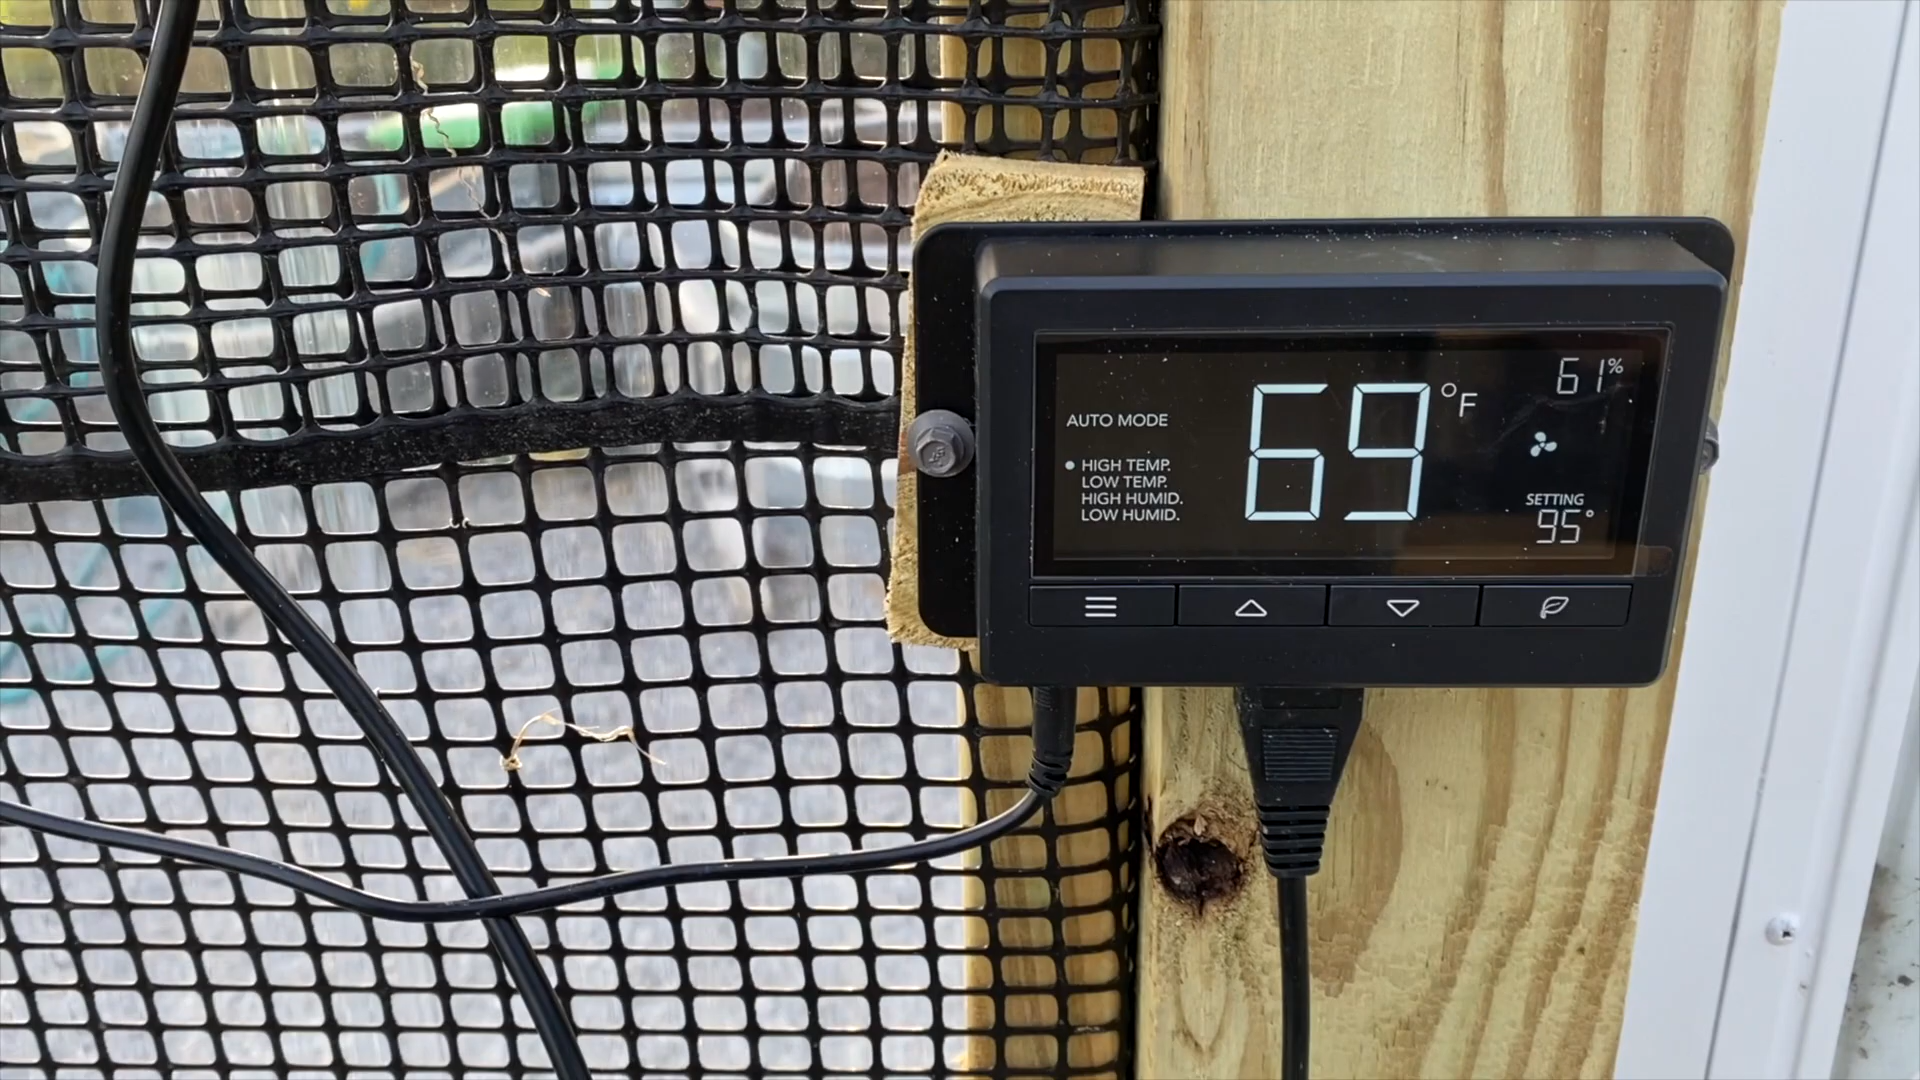 61%
69°F
AUTO MODE
HIGH TEMP.
LOW TEMP.
HIGH HUMID.
LOW HUMID.
SETTING
95°